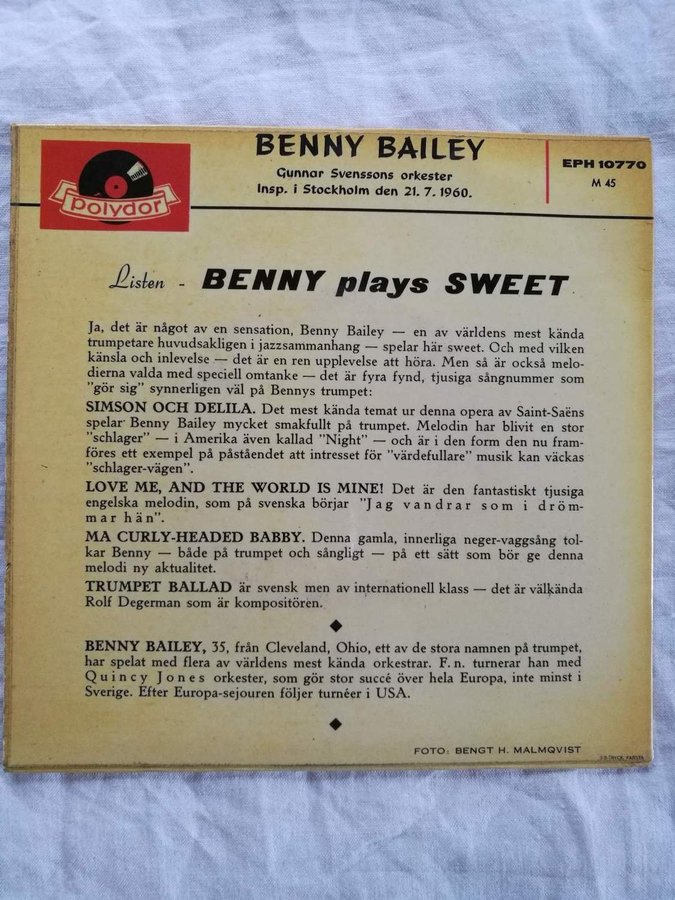 polydor
BENNY BAILEY
Gunnar Svenssons orkester
Insp. i Stockholm den 21. 7. 1960.
EPH 10770
M 45
Listen - BENNY plays SWEET
Ja, det är något av en sensation, Benny Bailey — en av världens mest kända
trumpetare huvudsakligen i jazzsammanhang — spelar här sweet. Och med vilken
känsla och inlevelse — det är en ren upplevelse att höra. Men så är också melo-
dierna valda med speciell omtanke — det är fyra fynd, tjusiga sångnummer som
"gör sig" synnerligen väl på Bennys trumpet:
SIMSON OCH DELILA. Det mest kända temat ur denna opera av Saint-Saëns
spelar Benny Bailey mycket smakfullt på trumpet. Melodin har blivit en stor
"schlager" — i Amerika även kallad "Night" — och är i den form den nu fram-
föres ett exempel på påståendet att intresset för "värdefullare" musik kan väckas
"schlager-vägen".
LOVE ME, AND THE WORLD IS MINE! Det är den fantastiskt tjusiga
engelska melodin, som på svenska börjar "Jag vandrar som i dröm-
mar hän".
MA CURLY-HEADED BABBY. Denna gamla, innerliga neger-vaggsång tol-
kar Benny — både på trumpet och sångligt — på ett sätt som bör ge denna
melodi ny aktualitet.
TRUMPET BALLAD är svensk men av internationell klass — det är välkända
Rolf Degerman som är kompositören.
BENNY BAILEY, 35, från Cleveland, Ohio, ett av de stora namnen på trumpet,
har spelat med flera av världens mest kända orkestrar. F. n. turnerar han med
Quincy Jones orkester, som gör stor succé över hela Europa, inte minst i
Sverige. Efter Europa-sejouren följer turnéer i USA.
FOTO: BENGT H. MALMQVIST